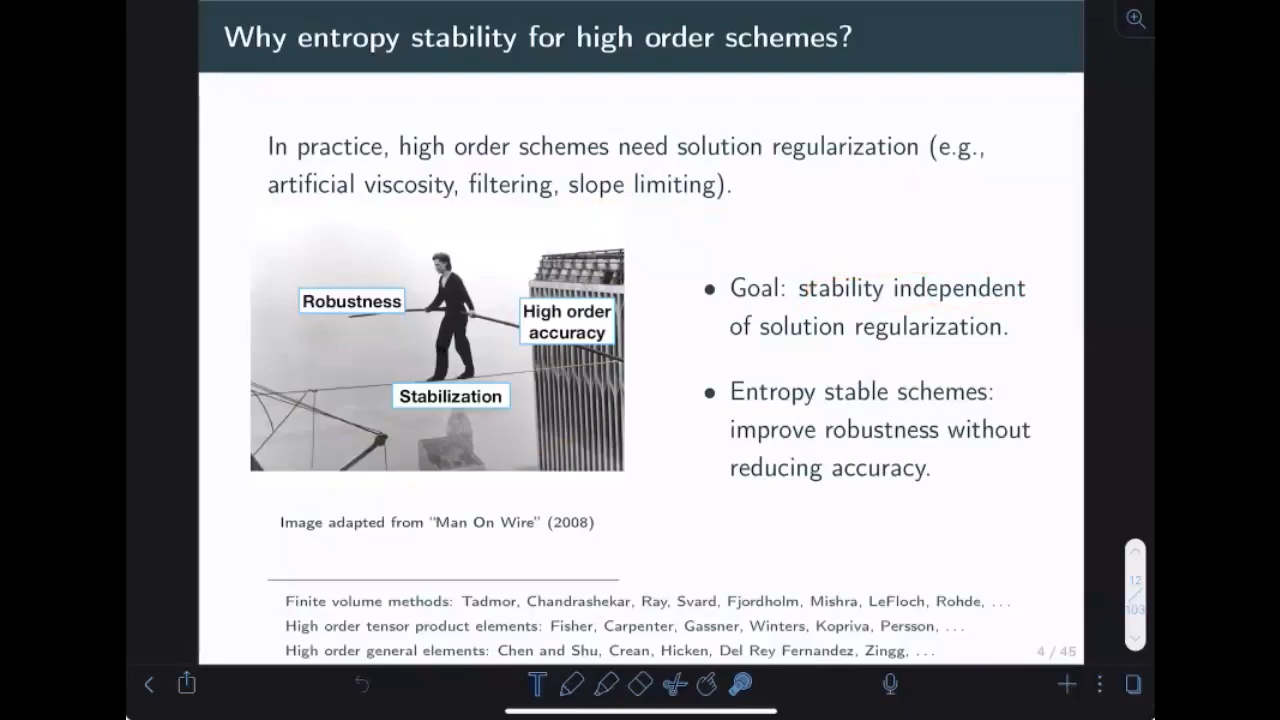 Why entropy stability for high order schemes?
In practice, high order schemes need solution regularization (e.g.,
artificial viscosity, filtering, slope limiting).
Robustness
High order
accuracy
Stabilization
• Goal: stability independent
of solution regularization.
• Entropy stable schemes:
improve robustness without
reducing accuracy.
Image adapted from “Man On Wire” (2008)
Finite volume methods: Tadmor, Chandrashekar, Ray, Svard, Fjordholm, Mishra, LeFloch, Rohde, ...
High order tensor product elements: Fisher, Carpenter, Gassner, Winters, Kopriva, Persson, ...
High order general elements: Chen and Shu, Crean, Hicken, Del Rey Fernandez, Zingg, ...
4 / 45
12
/
103